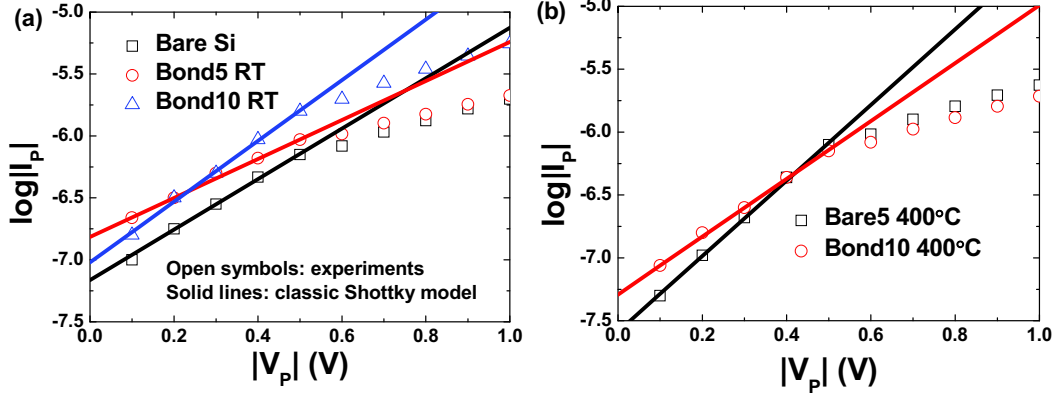 (a)
Bare Si
Bond5 RT
Bond10 RT
Open symbols: experiments
Solid lines: classic Shottky model
log|I_P|
-5.0
-5.5
-6.0
-6.5
-7.0
-7.5
0.0 0.2 0.4 0.6 0.8 1.0
|V_P| (V)
(b)
Bare5 400°C
Bond10 400°C
log|I_P|
-5.0
-5.5
-6.0
-6.5
-7.0
-7.5
0.0 0.2 0.4 0.6 0.8 1.0
|V_P| (V)